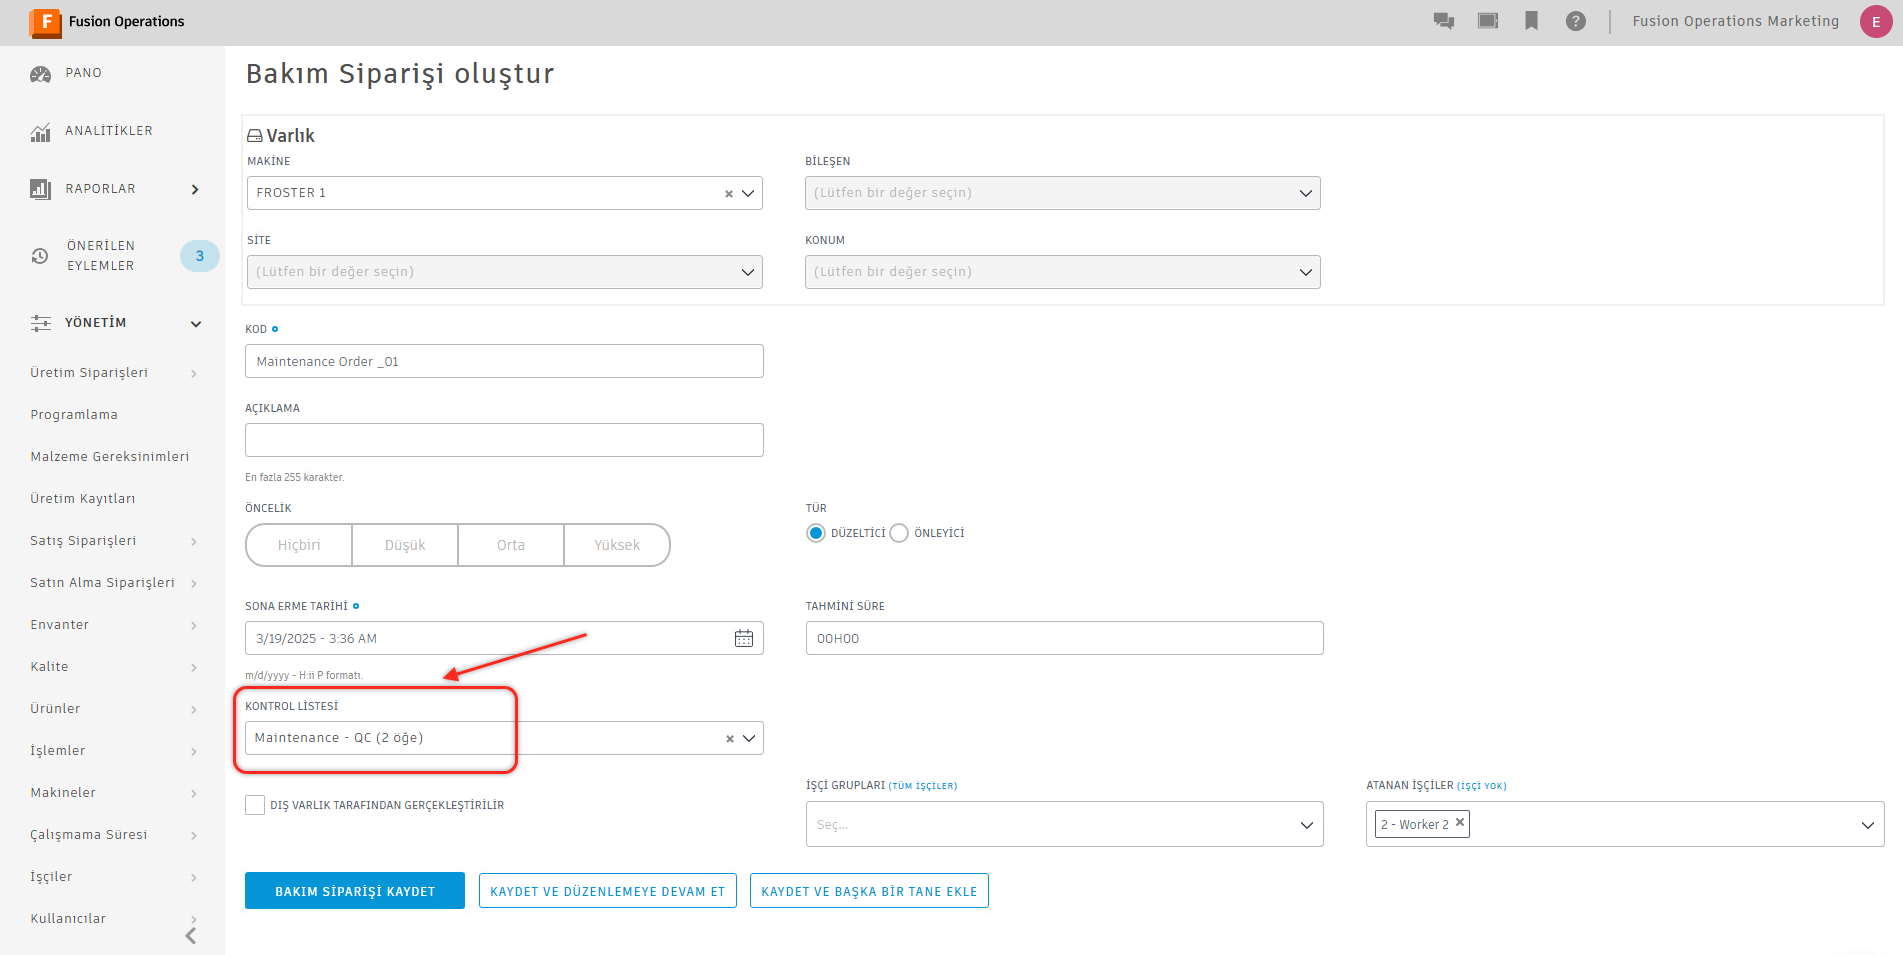 F Fusion Operations
Fusion Operations Marketing
E
PANO
ANALİTİKLER
RAPORLAR
ÖNERİLEN
EYLEMLER
3
YÖNETİM
Üretim Siparişleri
Programlama
Malzeme Gereksinimleri
Üretim Kayıtları
Satış Siparişleri
Satın Alma Siparişleri
Envanter
Kalite
Ürünler
İşlemler
Makineler
Çalışmama Süresi
İşçiler
Kullanıcılar
Bakım Siparişi oluştur
Varlık
MAKİNE
FROSTER 1
BİLEŞEN
(Lütfen bir değer seçin)
SİTE
(Lütfen bir değer seçin)
KONUM
(Lütfen bir değer seçin)
KOD
Maintenance Order _01
AÇIKLAMA
En fazla 255 karakter.
ÖNCELİK
Hiçbiri Düşük Orta Yüksek
TÜR
DÜZELTİCİ ÖNLEYİCİ
SONA ERME TARİHİ
3/19/2025 - 3:36 AM
m/d/yyyy - H:ii P formatı.
TAHMİNİ SÜRE
00H00
KONTROL LİSTESİ
Maintenance - QC (2 öğe)
DIŞ VARLIK TARAFINDAN GERÇEKLEŞTİRİLİR
İŞÇİ GRUPLARI (TÜM İŞÇİLER)
Seç...
ATANAN İŞÇİLER (İŞÇİ YOK)
2 - Worker 2
BAKIM SİPARİŞİ KAYDET
KAYDET VE DÜZENLEMEYE DEVAM ET
KAYDET VE BAŞKA BİR TANE EKLE